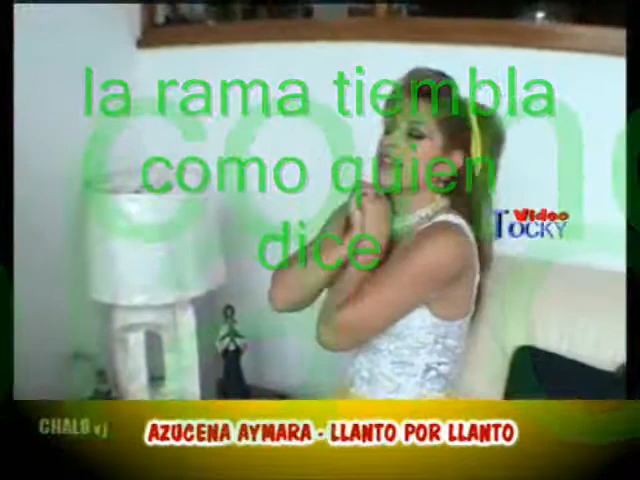 la rama tiembla
como quien
dice
Video
TOCKY
CHALO vj
AZUCENA AYMARA - LLANTO POR LLANTO